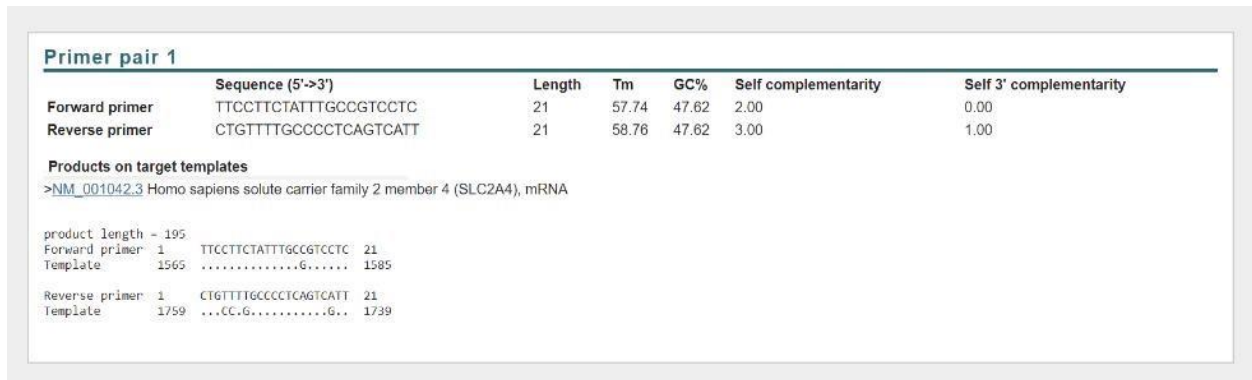 Primer pair 1
Sequence (5'->3') Length Tm GC% Self complementarity Self 3' complementarity
Forward primer TTCCTTCTATTTGCCGTCCTC 21 57.74 47.62 2.00 0.00
Reverse primer CTGTTTTGCCCCTCAGTCATT 21 58.76 47.62 3.00 1.00
Products on target templates
>NM_001042.3 Homo sapiens solute carrier family 2 member 4 (SLC2A4), mRNA
product length = 195
Forward primer 1 TTCCTTCTATTTGCCGTCCTC 21
Template 1565 ..............G...... 1585
Reverse primer 1 CTGTTTTGCCCCTCAGTCATT 21
Template 1759 ...CC.G...........G.. 1739